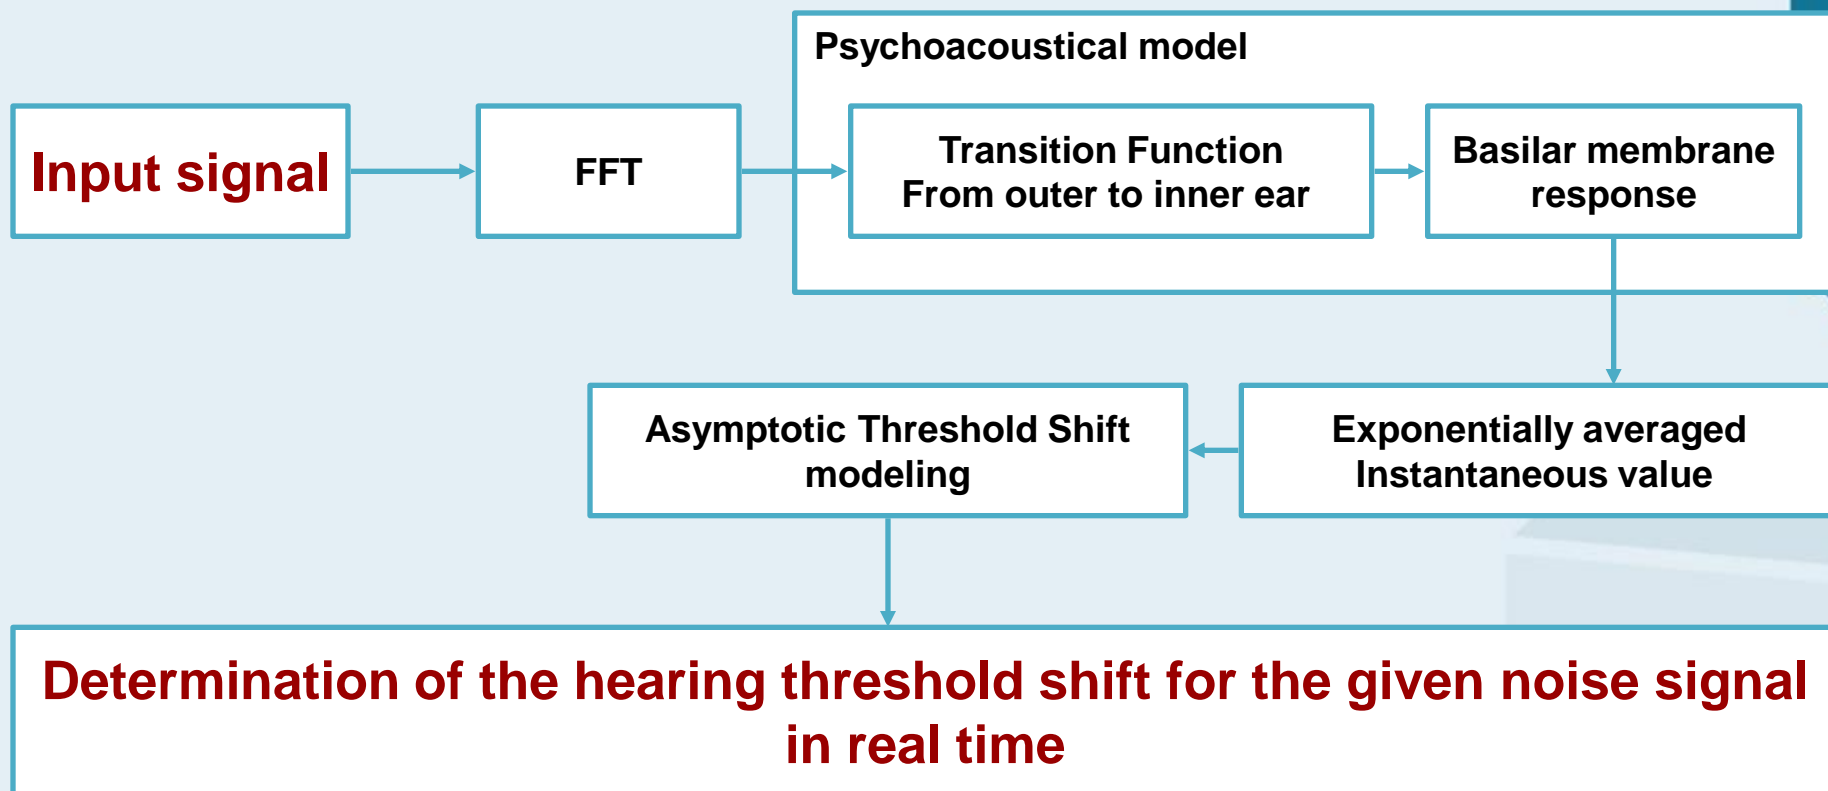 Psychoacoustical model
Input signal
FFT
Transition Function
From outer to inner ear
Basilar membrane
response
Asymptotic Threshold Shift
modeling
Exponentially averaged
Instantaneous value
Determination of the hearing threshold shift for the given noise signal
in real time